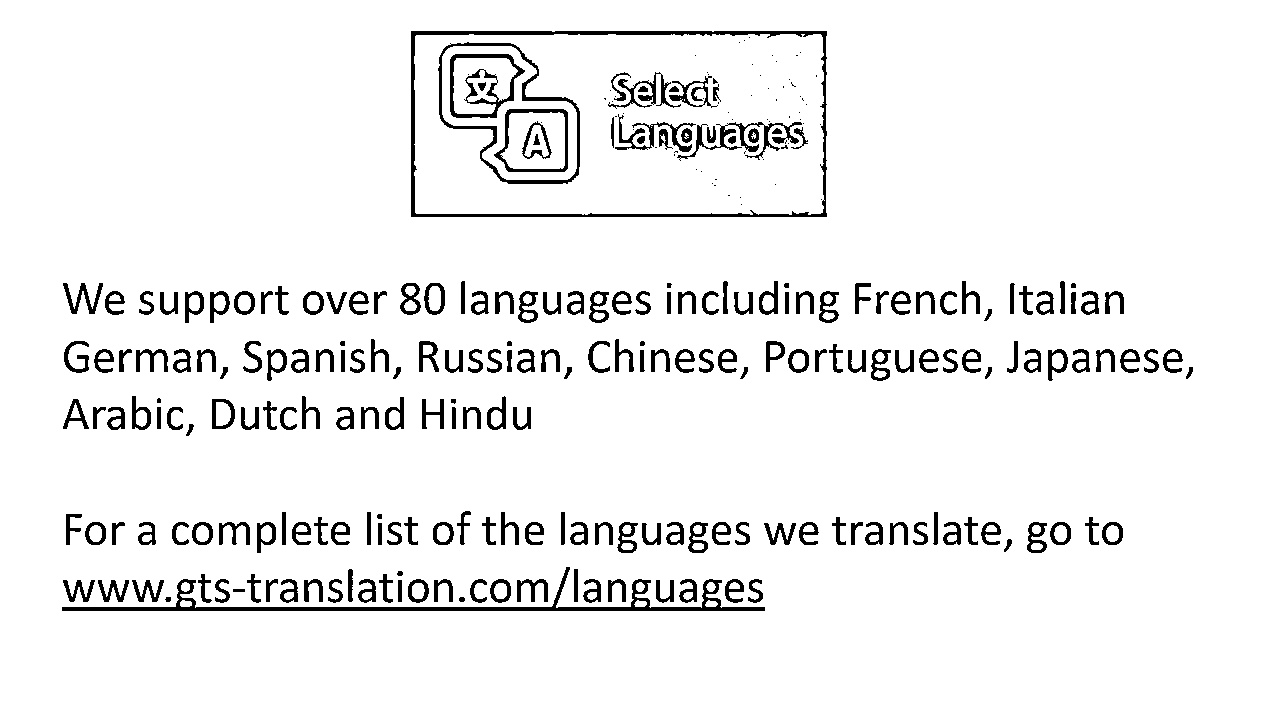 文
A
Select
Languages
We support over 80 languages including French, Italian
German, Spanish, Russian, Chinese, Portuguese, Japanese,
Arabic, Dutch and Hindu
For a complete list of the languages we translate, go to
www.gts-translation.com/languages